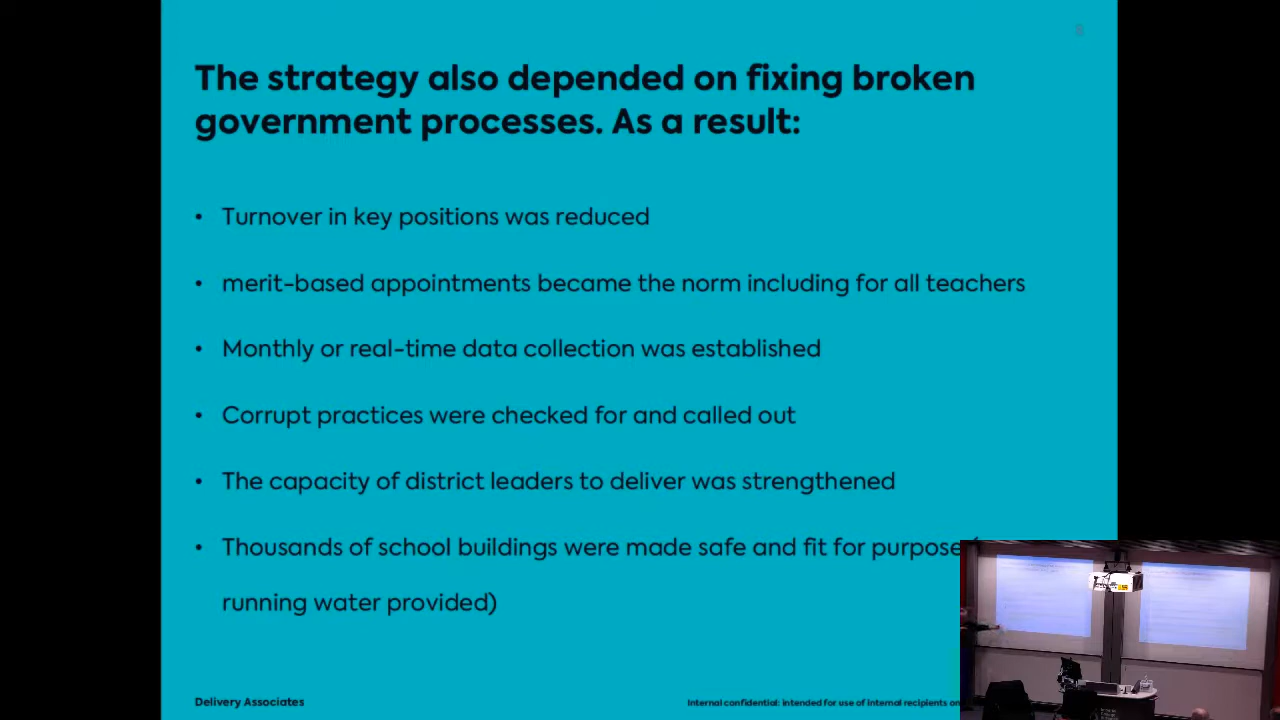 The strategy also depended on fixing broken
government processes. As a result:
• Turnover in key positions was reduced
• merit-based appointments became the norm including for all teachers
• Monthly or real-time data collection was established
• Corrupt practices were checked for and called out
• The capacity of district leaders to deliver was strengthened
• Thousands of school buildings were made safe and fit for purpose
running water provided)
Delivery Associates
Internal confidential: intended for use of Internal recipients